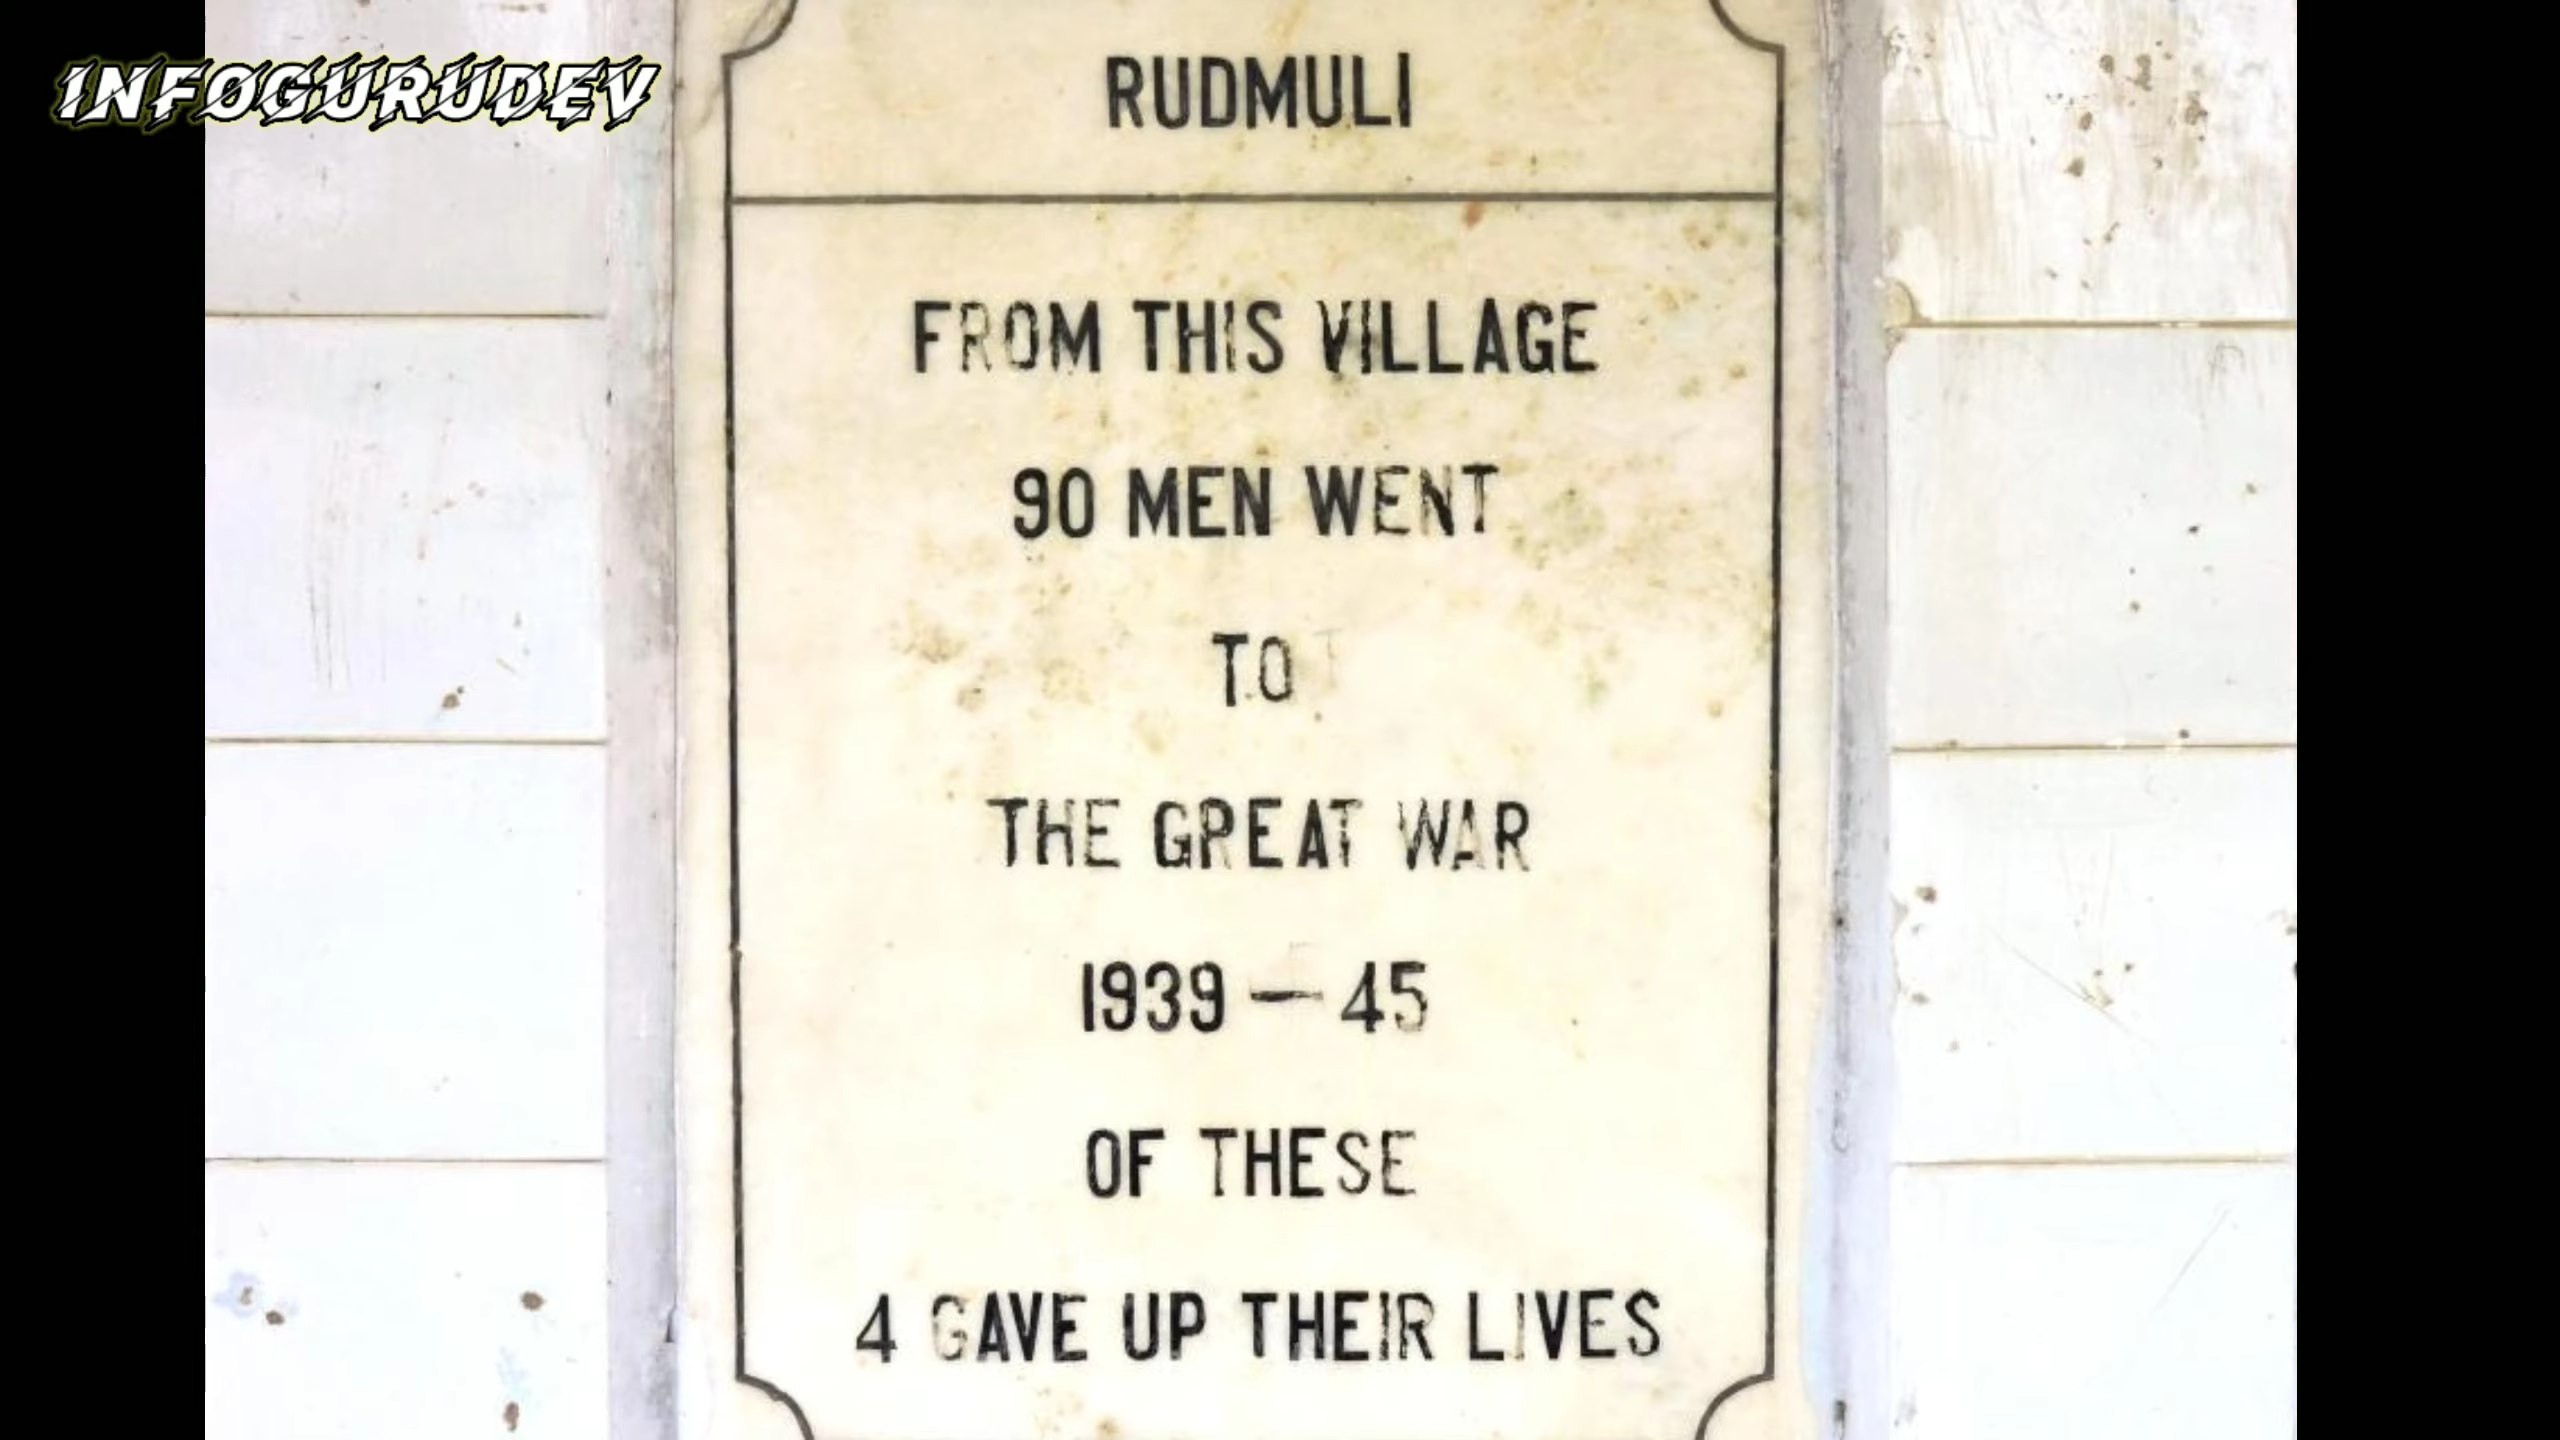 INFOGURUDEV
RUDMULI
FROM THIS VILLAGE
90 MEN WENT
TO
THE GREAT WAR
1939 — 45
OF THESE
4 GAVE UP THEIR LIVES